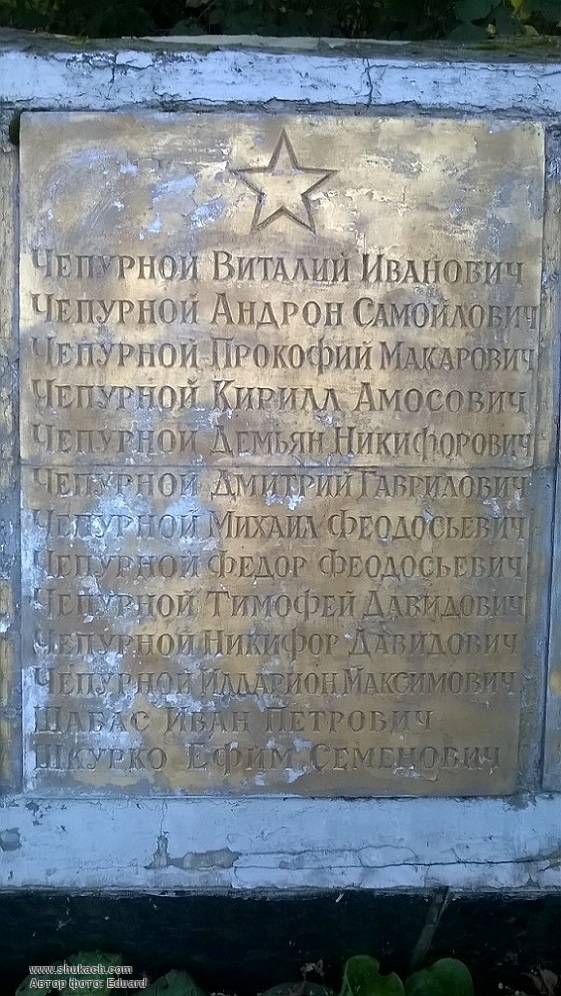 Чепурной Виталий Иванович
Чепурной Андрон Самойлович
Чепурной Прокофий Макарович
Чепурной Кирилл Амосович
Чепурной Демьян Никифорович
Чепурной Дмитрий Гаврилович
Чепурной Михаил Феодосьевич
Чепурной Федор Феодосьевич
Чепурной Тимофей Давидович
Чепурной Никифор Давидович
Чепурной Илларион Максимович
Шабас Иван Петрович
Шкурко Ефим Семенович
www.shukach.com
Автор фото: Eduard